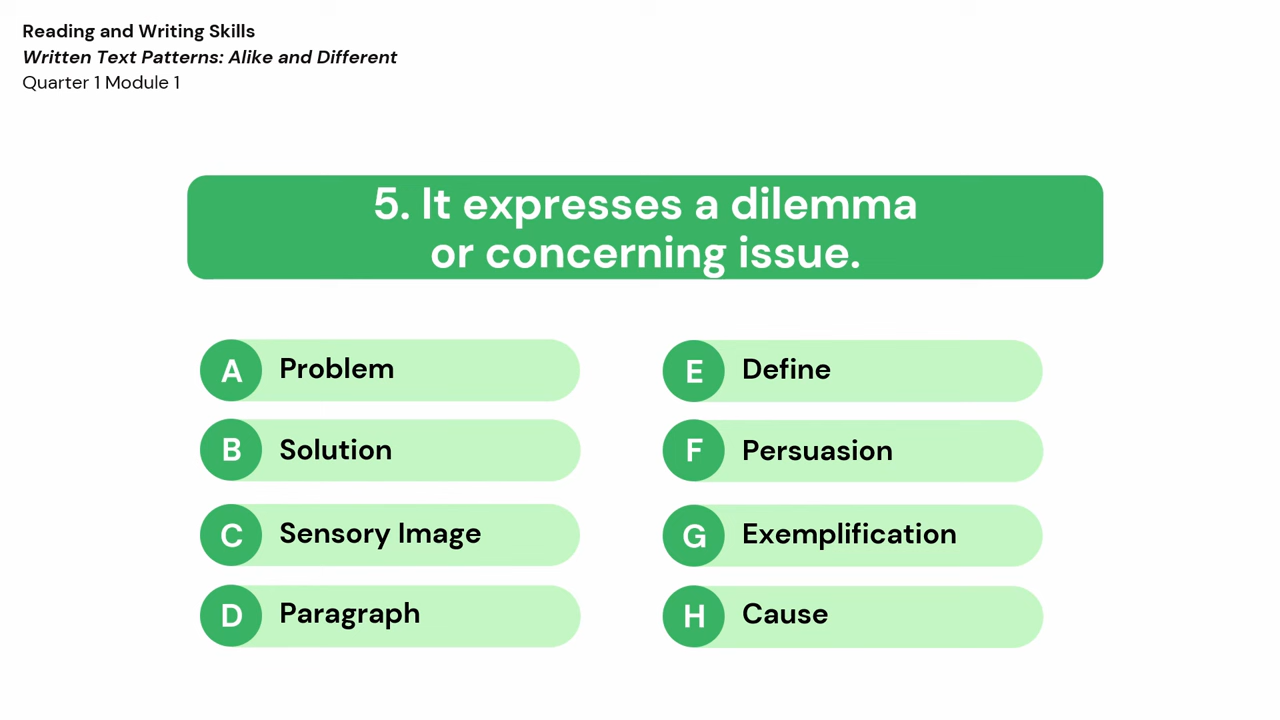 Reading and Writing Skills
Written Text Patterns: Alike and Different
Quarter 1 Module 1
5. It expresses a dilemma
or concerning issue.
A Problem
B Solution
C Sensory Image
D Paragraph
E Define
F Persuasion
G Exemplification
H Cause